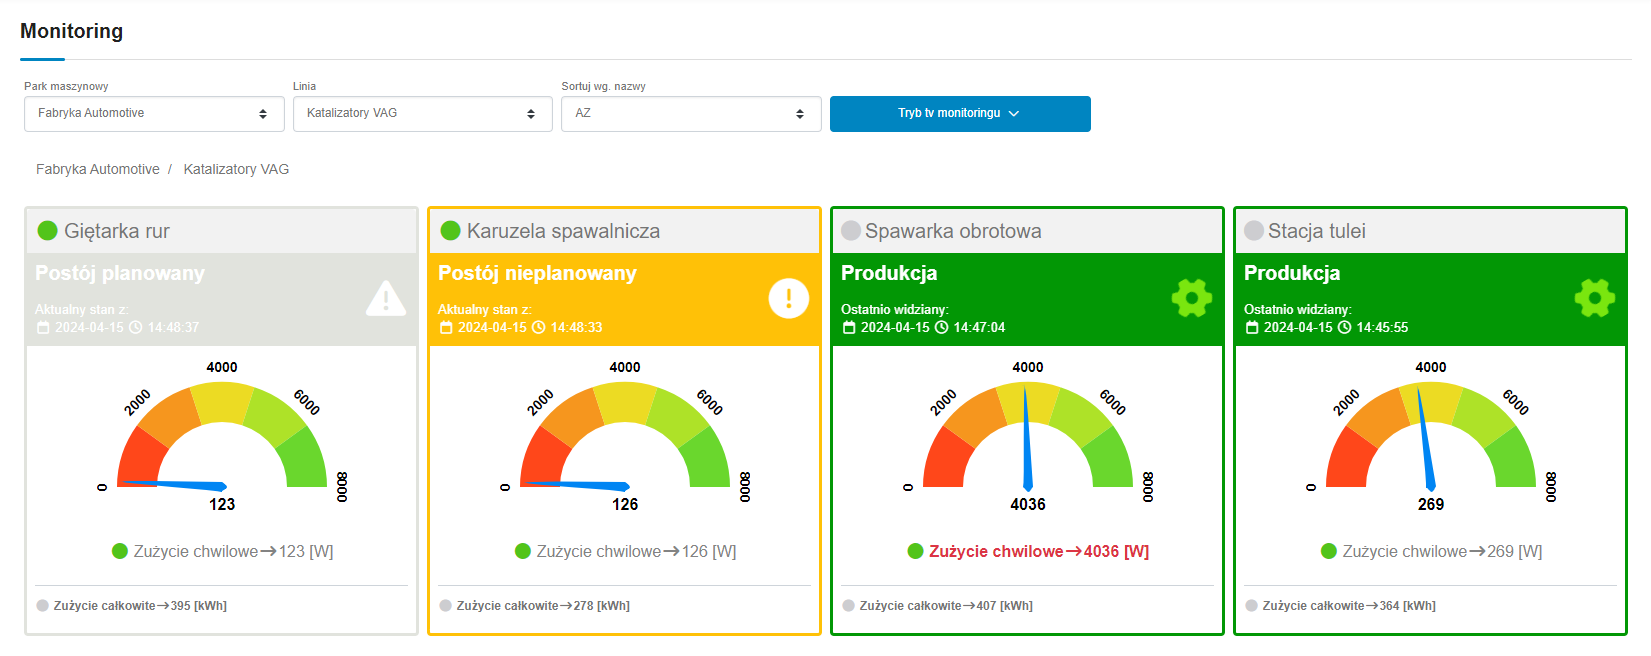 Monitoring
Park maszynowy
Linia
Sortuj wg. nazwy
Fabryka Automotive
Katalizatory VAG
AZ
Tryb tv monitoringu
Fabryka Automotive / Katalizatory VAG
Giętarka rur
Postój planowany
Aktualny stan z:
2024-04-15 14:48:37
0
2000
4000
6000
8000
123
Zużycie chwilowe→123 [W]
Zużycie całkowite→395 [kWh]
Karuzela spawalnicza
Postój nieplanowany
Aktualny stan z:
2024-04-15 14:48:33
0
2000
4000
6000
8000
126
Zużycie chwilowe→126 [W]
Zużycie całkowite→278 [kWh]
Spawarka obrotowa
Produkcja
Ostatnio widziany:
2024-04-15 14:47:04
0
2000
4000
6000
8000
4036
Zużycie chwilowe→4036 [W]
Zużycie całkowite→407 [kWh]
Stacja tulei
Produkcja
Ostatnio widziany:
2024-04-15 14:45:55
0
2000
4000
6000
8000
269
Zużycie chwilowe→269 [W]
Zużycie całkowite→364 [kWh]